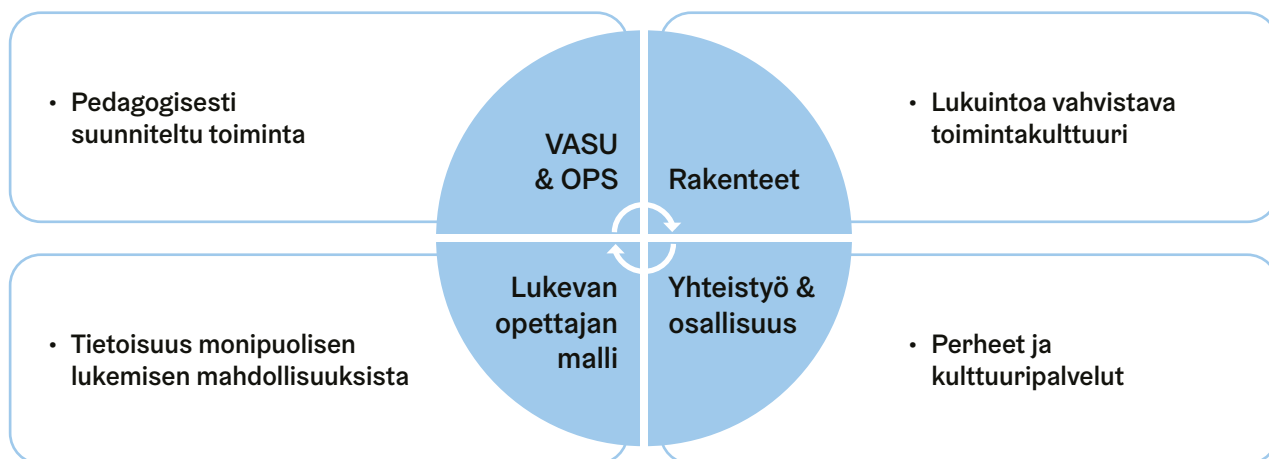 • Pedagogisesti
suunniteltu toiminta
VASU
& OPS
Rakenteet
• Lukuintoa vahvistava
toimintakulttuuri
• Tietoisuus monipuolisen
lukemisen mahdollisuuksista
Lukevan
opettajan
malli
Yhteistyö &
osallisuus
• Perheet ja
kulttuuripalvelut